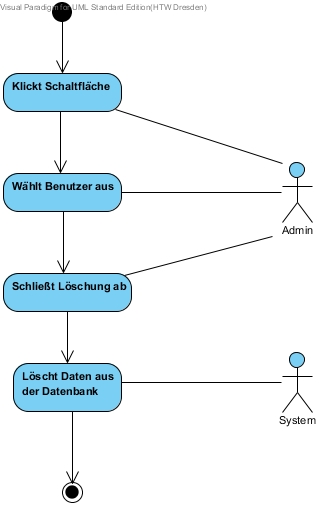 Visual Paradigm for UML Standard Edition(HTW Dresden)
Klickt Schaltfläche
Wählt Benutzer aus
Admin
Schließt Löschung ab
Löscht Daten aus
der Datenbank
System